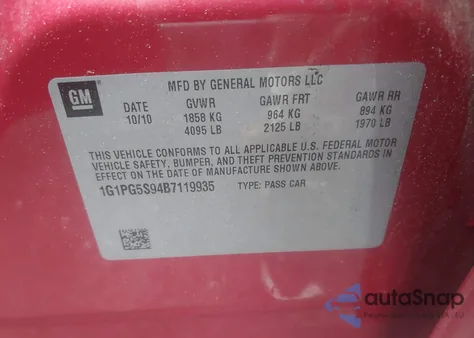 GM
MFD BY GENERAL MOTORS LLC
DATE GVWR GAWR FRT GAWR RR
10/10 1858 KG 964 KG 894 KG
4095 LB 2125 LB 1970 LB
THIS VEHICLE CONFORMS TO ALL APPLICABLE U.S. FEDERAL MOTOR
VEHICLE SAFETY, BUMPER, AND THEFT PREVENTION STANDARDS IN
EFFECT ON THE DATE OF MANUFACTURE SHOWN ABOVE.
1G1PG5S94B7119935 TYPE: PASS CAR
autoSnap